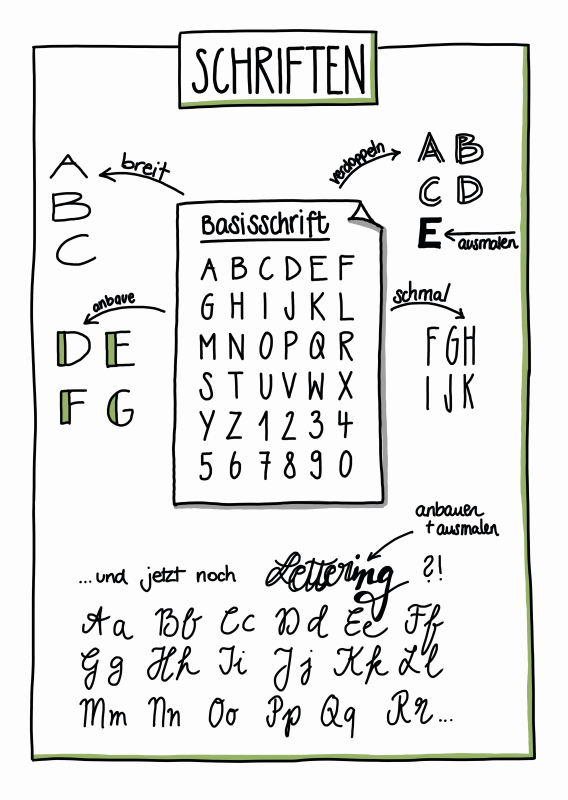 SCHRIFTEN
breit
A
B
C
verdoppeln
A B
C D
E
ausmalen
Basisschrift
A B C D E F
G H I J K L
M N O P Q R
S T U V W X
Y Z 1 2 3 4
5 6 7 8 9 0
anbaue
D E
F G
schmal
F G H
I J K
anbauen
+ ausmalen
...und jetzt noch Lettering ?!
Aa Bb Cc Dd Ee Ff
Gg Hh Ii Jj Kk Ll
Mm Nn Oo Pp Qq Rr...